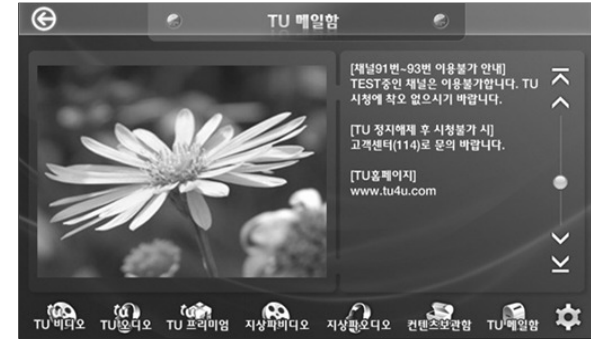 TU 메일함
[채널91번~93번 이용불가 안내]
TEST중인 채널은 이용불가합니다. TU
시청에 착오 없으시기 바랍니다.
[TU 정지해제 후 시청불가 시]
고객센터(114)로 문의 바랍니다.
[TU홈페이지]
www.tu4u.com
TU 비디오 TU 오디오 TU 프리미엄 지상파비디오 지상파오디오 컨텐츠보관함 TU 메일함